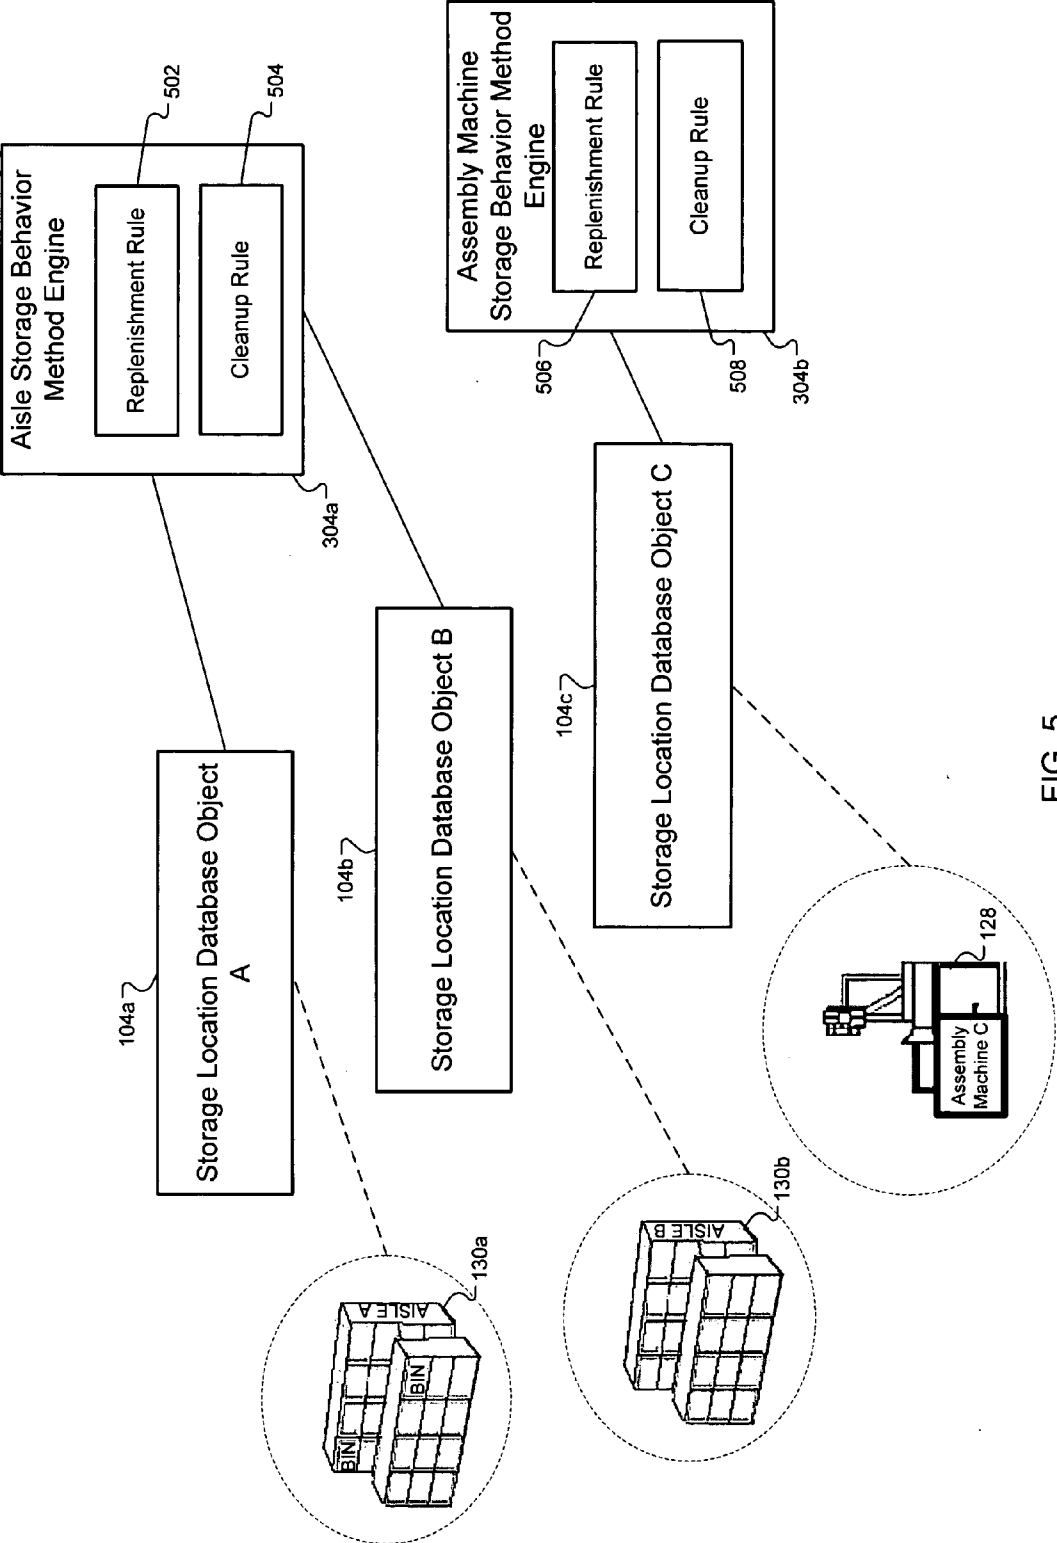 Aisle Storage Behavior
Method Engine
Replenishment Rule
502
Cleanup Rule
504
304a
Assembly Machine
Storage Behavior Method
Engine
Replenishment Rule
506
Cleanup Rule
508
304b
104a
Storage Location Database Object
A
104b
Storage Location Database Object B
104c
Storage Location Database Object C
BIN
BIN
AISLE A
130a
AISLE B
130b
Assembly
Machine C
128
FIG. 5